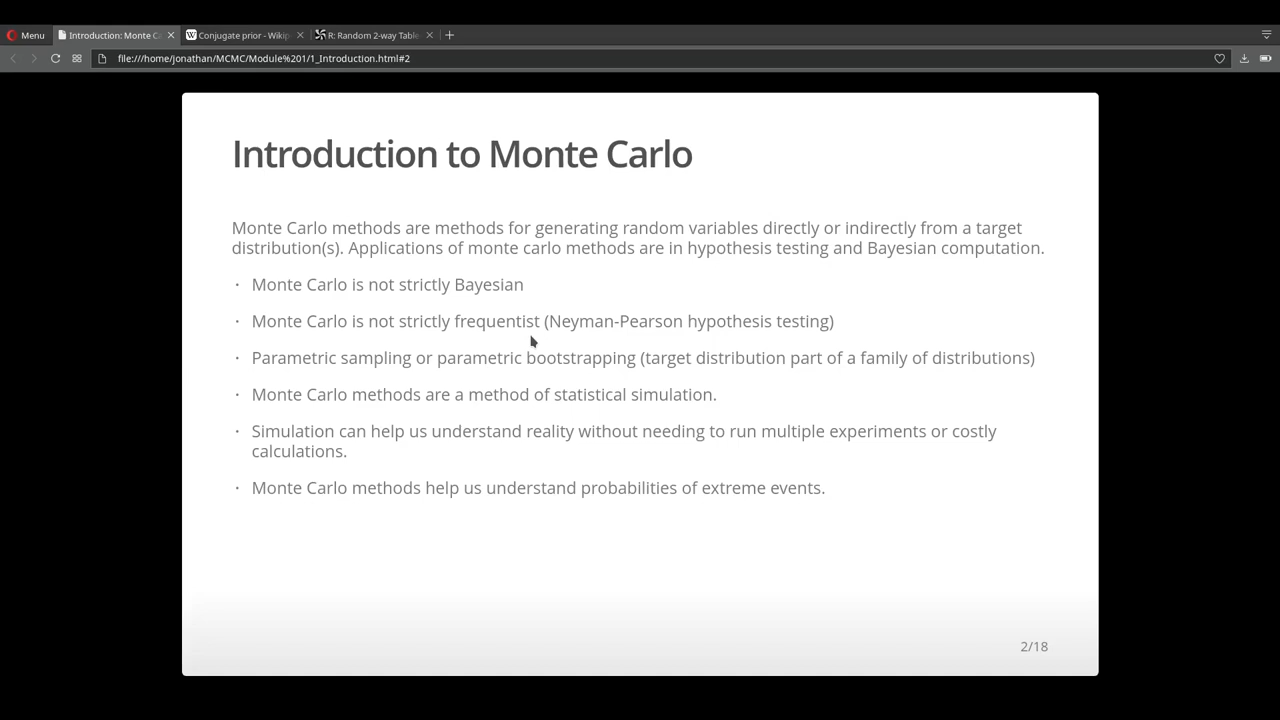 Menu
Introduction: Monte C
Conjugate prior - Wikip
R: Random 2-way Table
file:///home/jonathan/MCMC/Module%201/1_Introduction.html#2
Introduction to Monte Carlo
Monte Carlo methods are methods for generating random variables directly or indirectly from a target
distribution(s). Applications of monte carlo methods are in hypothesis testing and Bayesian computation.
· Monte Carlo is not strictly Bayesian
· Monte Carlo is not strictly frequentist (Neyman-Pearson hypothesis testing)
· Parametric sampling or parametric bootstrapping (target distribution part of a family of distributions)
· Monte Carlo methods are a method of statistical simulation.
· Simulation can help us understand reality without needing to run multiple experiments or costly
calculations.
· Monte Carlo methods help us understand probabilities of extreme events.
2/18